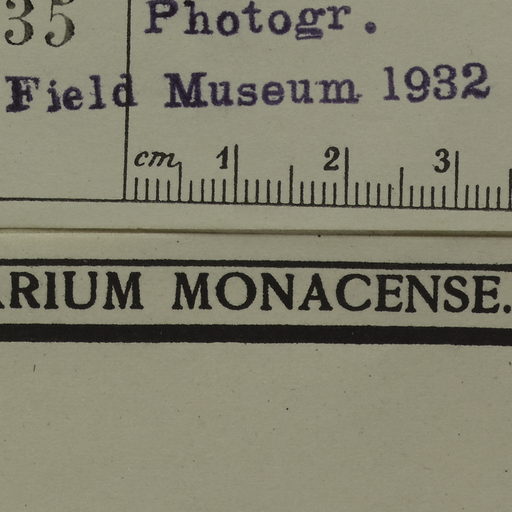 35 Photogr.
Field Museum 1932
cm 1 2 3
ARIUM MONACENSE.